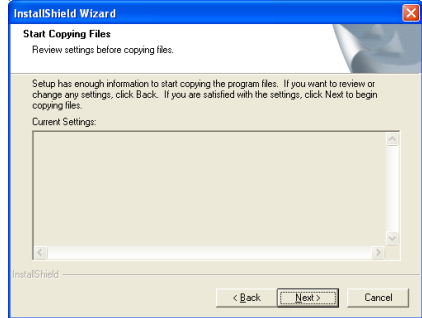 InstallShield Wizard
Start Copying Files
Review settings before copying files.
Setup has enough information to start copying the program files. If you want to review or
change any settings, click Back. If you are satisfied with the settings, click Next to begin
copying files.
Current Settings:
InstallShield
< Back Next > Cancel